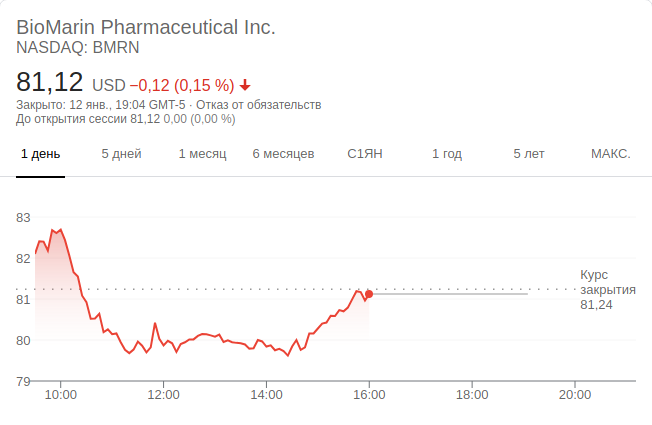 BioMarin Pharmaceutical Inc.
NASDAQ: BMRN
81,12 USD −0,12 (0,15 %)
Закрыто: 12 янв., 19:04 GMT-5 · Отказ от обязательств
До открытия сессии 81,12 0,00 (0,00 %)
1 день 5 дней 1 месяц 6 месяцев С1ЯН 1 год 5 лет МАКС.
83
82
81
80
79
Курс
закрытия
81,24
10:00 12:00 14:00 16:00 18:00 20:00